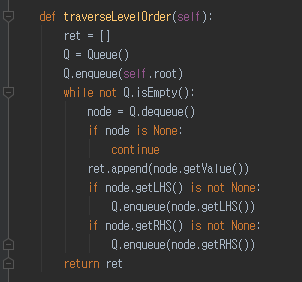 def traverseLevelOrder(self):
    ret = []
    Q = Queue()
    Q.enqueue(self.root)
    while not Q.isEmpty():
        node = Q.dequeue()
        if node is None:
            continue
        ret.append(node.getValue())
        if node.getLHS() is not None:
            Q.enqueue(node.getLHS())
        if node.getRHS() is not None:
            Q.enqueue(node.getRHS())
    return ret